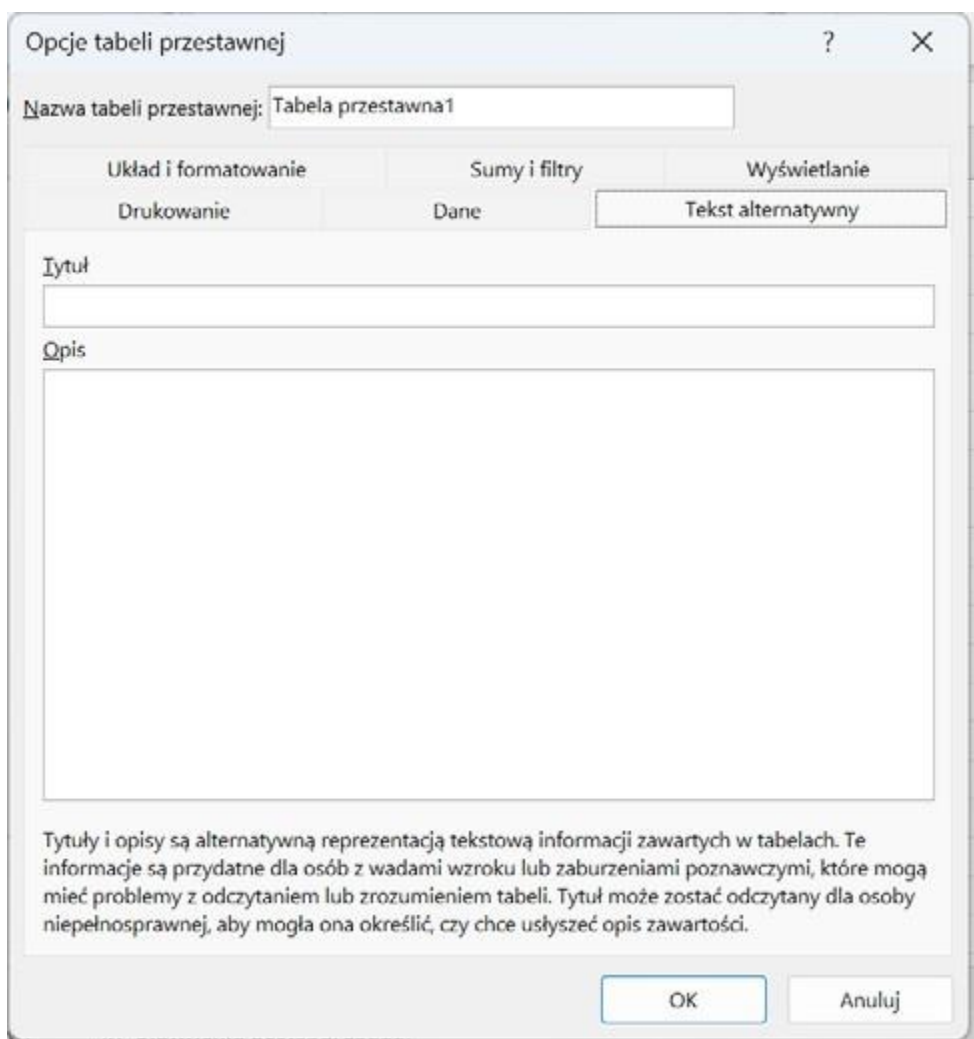 Opcje tabeli przestawnej ?
Nazwa tabeli przestawnej: Tabela przestawna1
Układ i formatowanie Sumy i filtry Wyświetlanie
Drukowanie Dane Tekst alternatywny
Tytuł
Opis
Tytuły i opisy są alternatywną reprezentacją tekstową informacji zawartych w tabelach. Te
informacje są przydatne dla osób z wadami wzroku lub zaburzeniami poznawczymi, które mogą
mieć problemy z odczytaniem lub zrozumieniem tabeli. Tytuł może zostać odczytany dla osoby
niepełnosprawnej, aby mogła ona określić, czy chce usłyszeć opis zawartości.
OK Anuluj